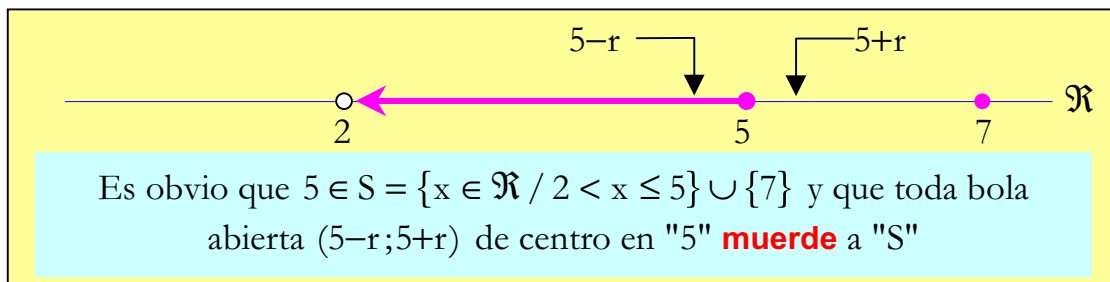 5−r 5+r
ℜ
2 5 7
Es obvio que 5 ∈ S = {x ∈ ℜ / 2 < x ≤ 5} ∪ {7} y que toda bola
abierta (5−r;5+r) de centro en "5" muerde a "S"